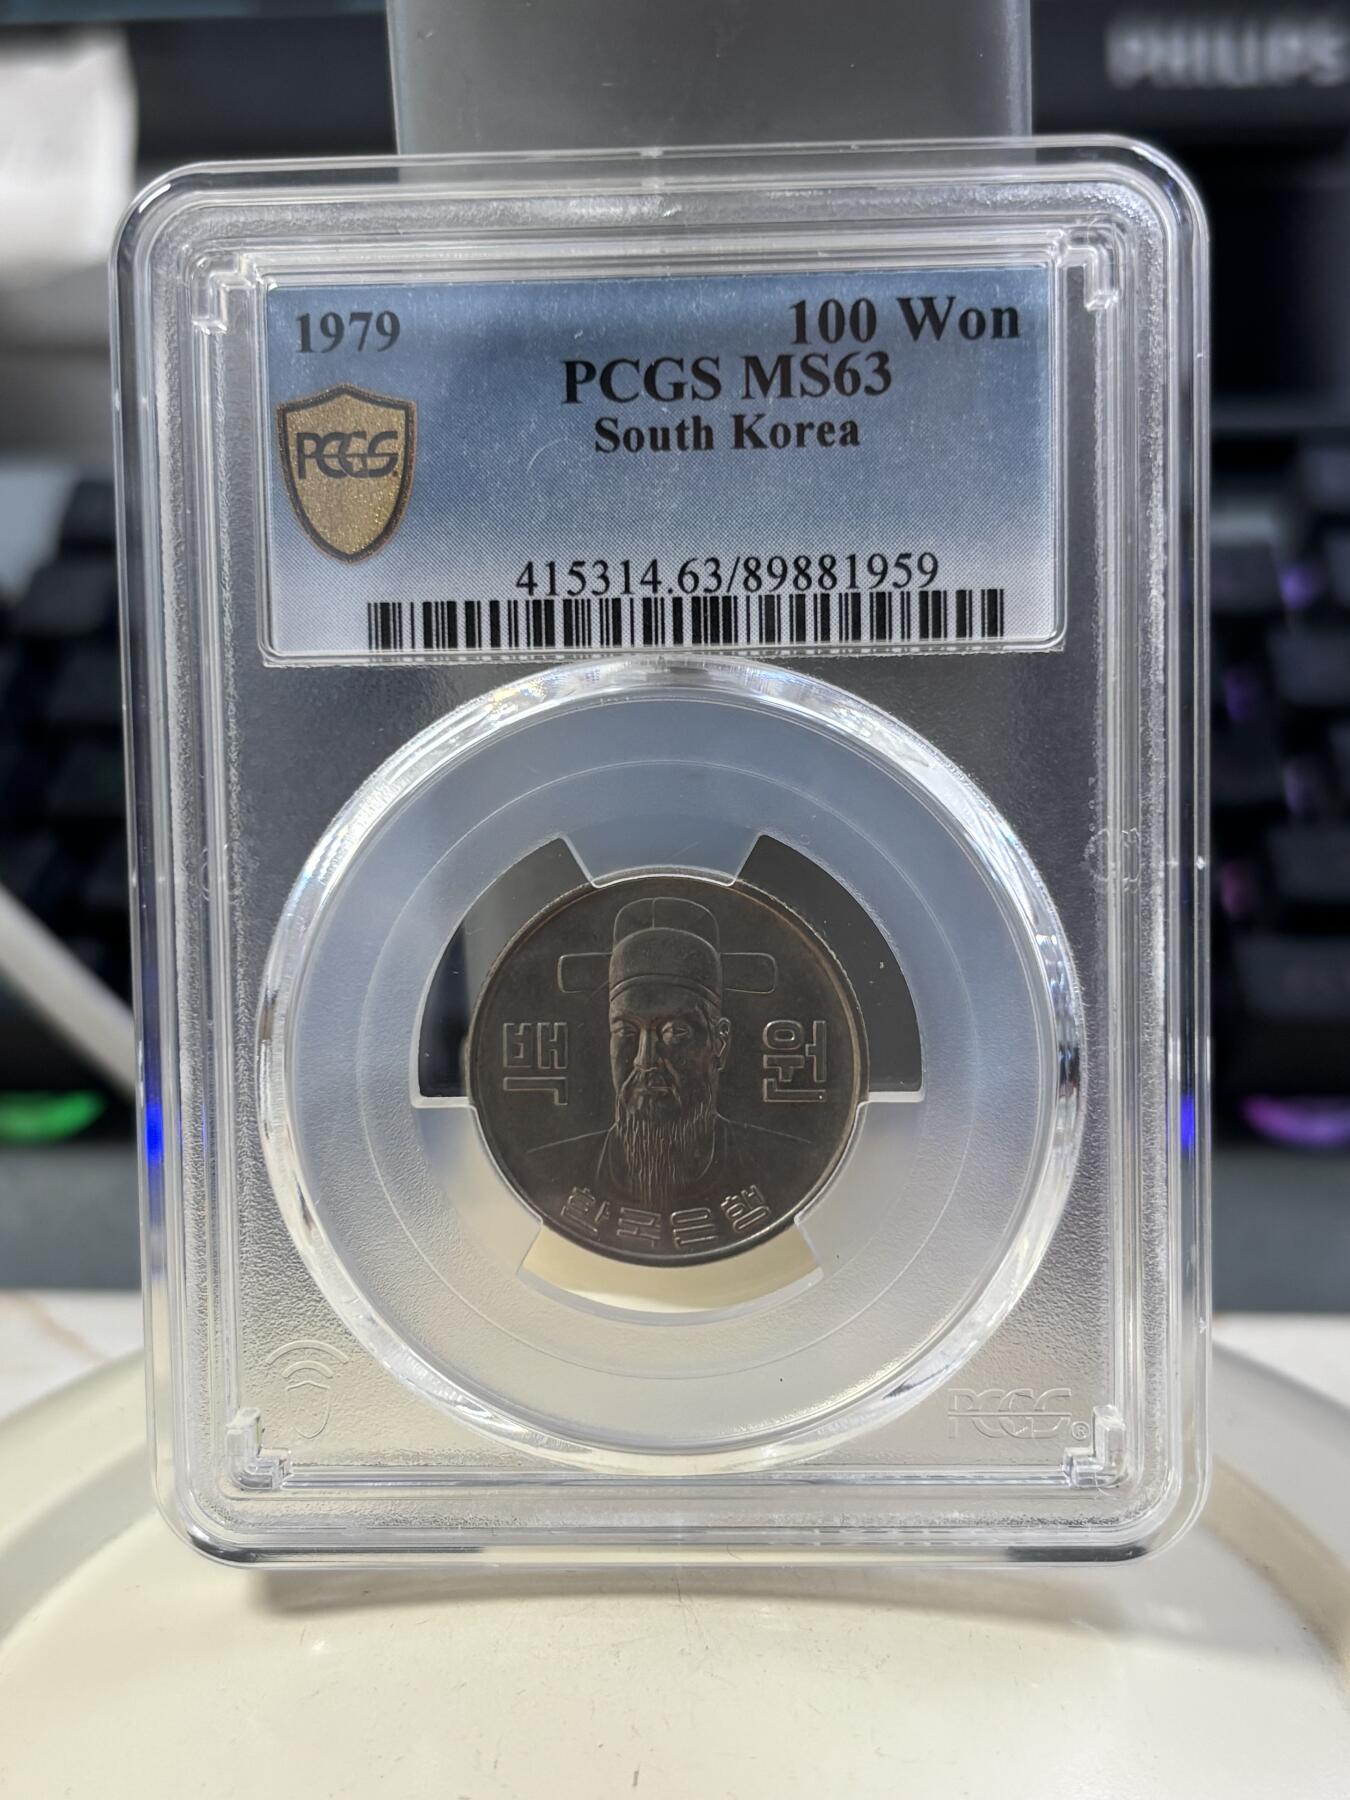 PHILIPS
1979
100 Won
PCGS MS63
South Korea
PCGS
415314.63/89881959
백 원
한국은행
PCGS®